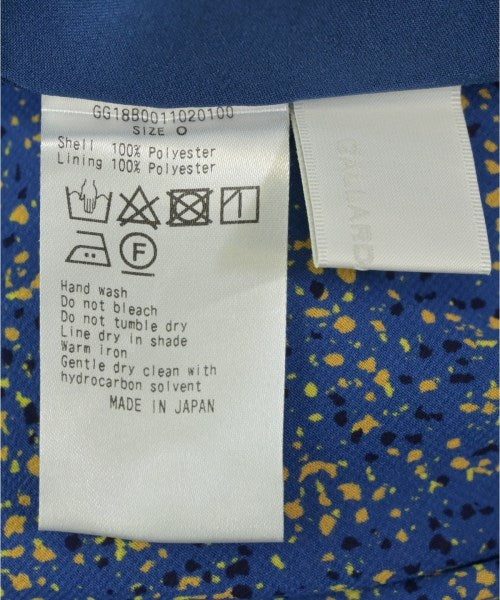 GG18B0011020100
SIZE 0
Shell 100% Polyester
Lining 100% Polyester
F
Hand wash
Do not bleach
Do not tumble dry
Line dry in shade
Warm iron
Gentle dry clean with
hydrocarbon solvent
MADE IN JAPAN